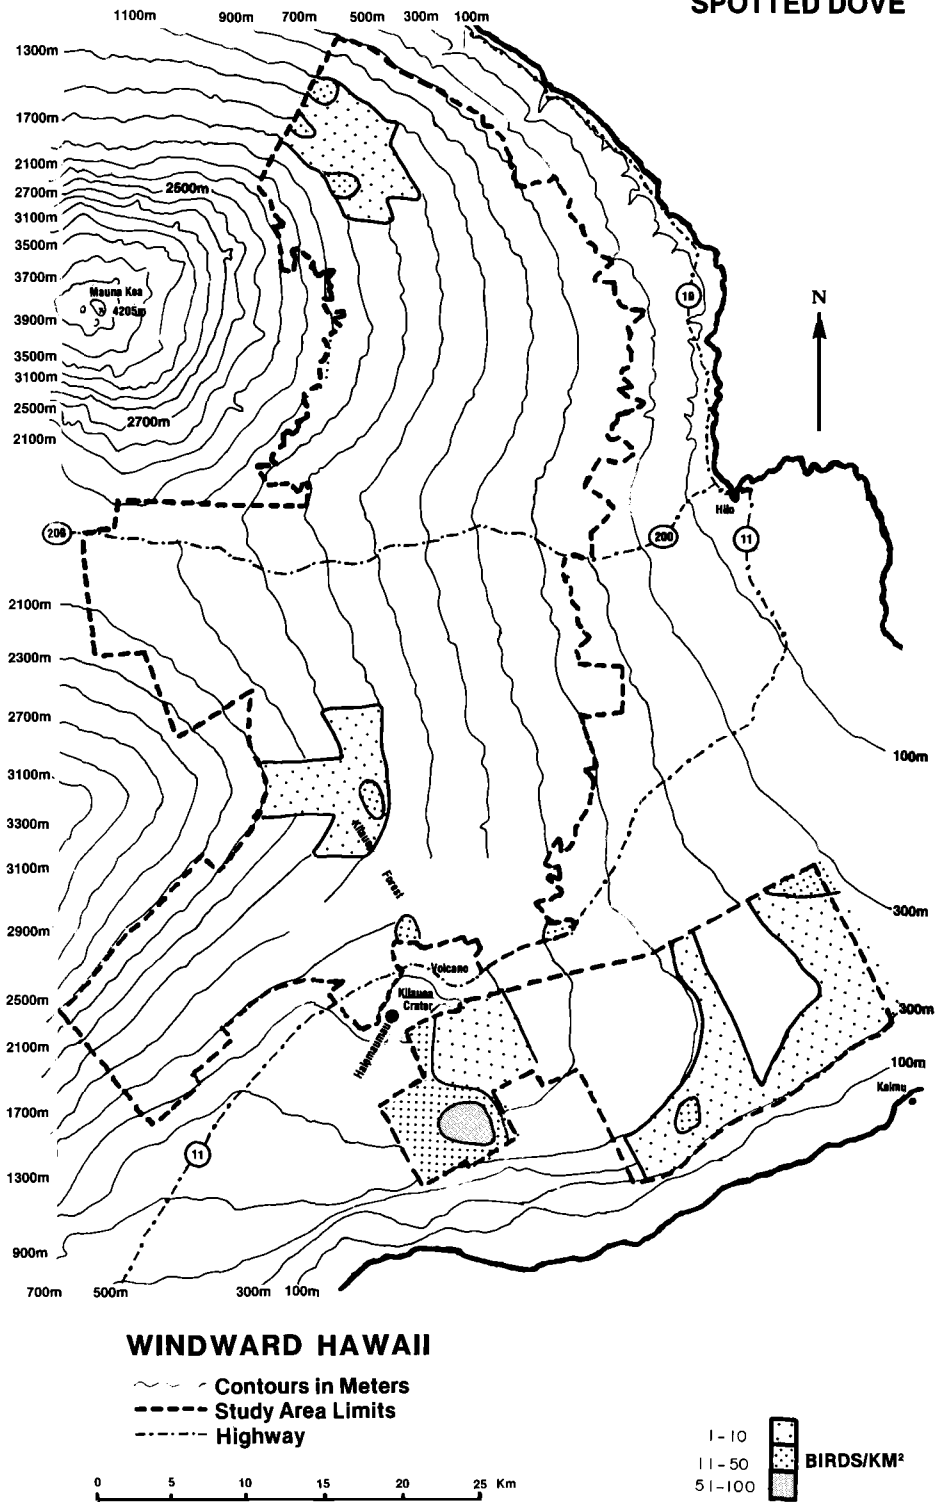 SPOTTED DOVE
1100m 900m 700m 500m 300m 100m
1300m
1700m
2100m
2500m
2700m
3100m
3500m
3700m
Mauna Kea
4205m
3900m
3500m
3100m
2500m
2700m
2100m
19
N
Hilo
200
200
11
2100m
2300m
2700m
100m
3100m
3300m
Kilauea
3100m
Forest
300m
2900m
Volcano
2500m
Kilauea
Crater
300m
Halemaumau
2100m
100m
Kaimu
1700m
11
1300m
900m
700m 500m 300m 100m
WINDWARD HAWAII
Contours in Meters
Study Area Limits
Highway
1-10
11-50 BIRDS/KM²
51-100
0 5 10 15 20 25 Km